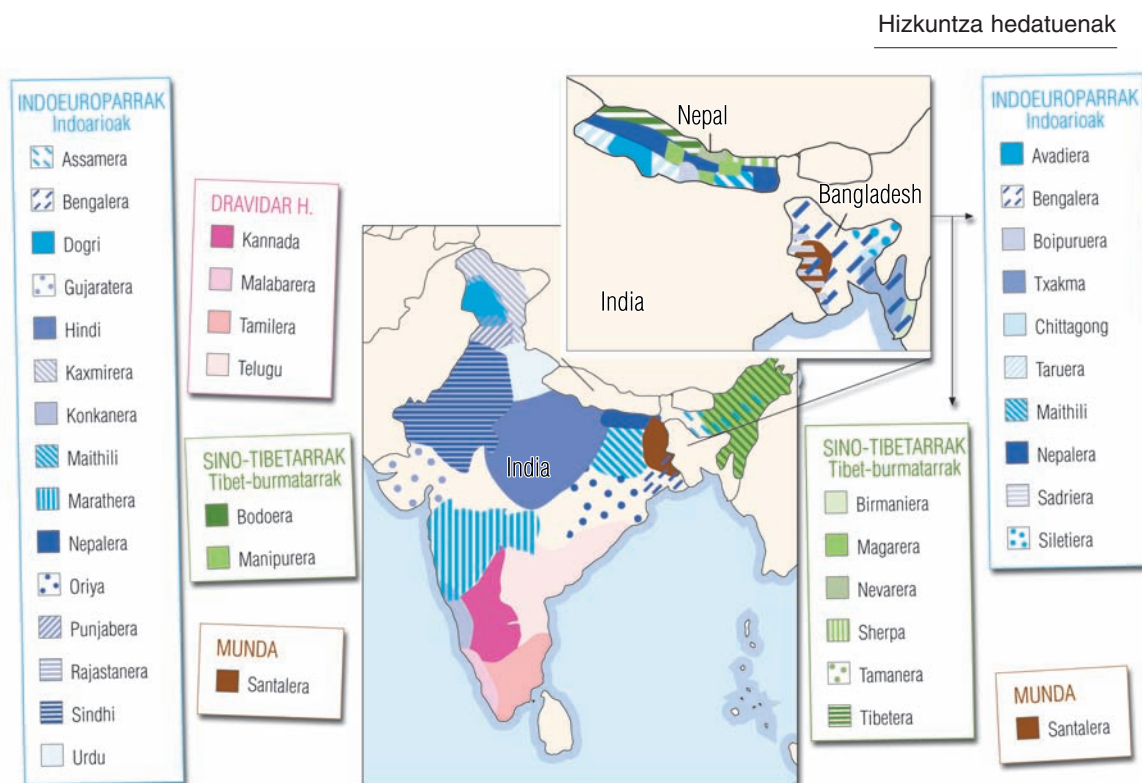 Hizkuntza hedatuenak
INDOEUROPARRAK
Indoarioak
Assamera
Bengalera
Dogri
Gujaratera
Hindi
Kaxmirera
Konkanera
Maithili
Marathera
Nepalera
Oriya
Punjabera
Rajastanera
Sindhi
Urdu
DRAVIDAR H.
Kannada
Malabarera
Tamilera
Telugu
SINO-TIBETARRAK
Tibet-burmatarrak
Bodoera
Manipurera
MUNDA
Santalera
Nepal
Bangladesh
India
India
SINO-TIBETARRAK
Tibet-burmatarrak
Birmaniera
Magarera
Nevarera
Sherpa
Tamanera
Tibetera
INDOEUROPARRAK
Indoarioak
Avadiera
Bengalera
Boipuruera
Txakma
Chittagong
Taruera
Maithili
Nepalera
Sadriera
Siletiera
MUNDA
Santalera